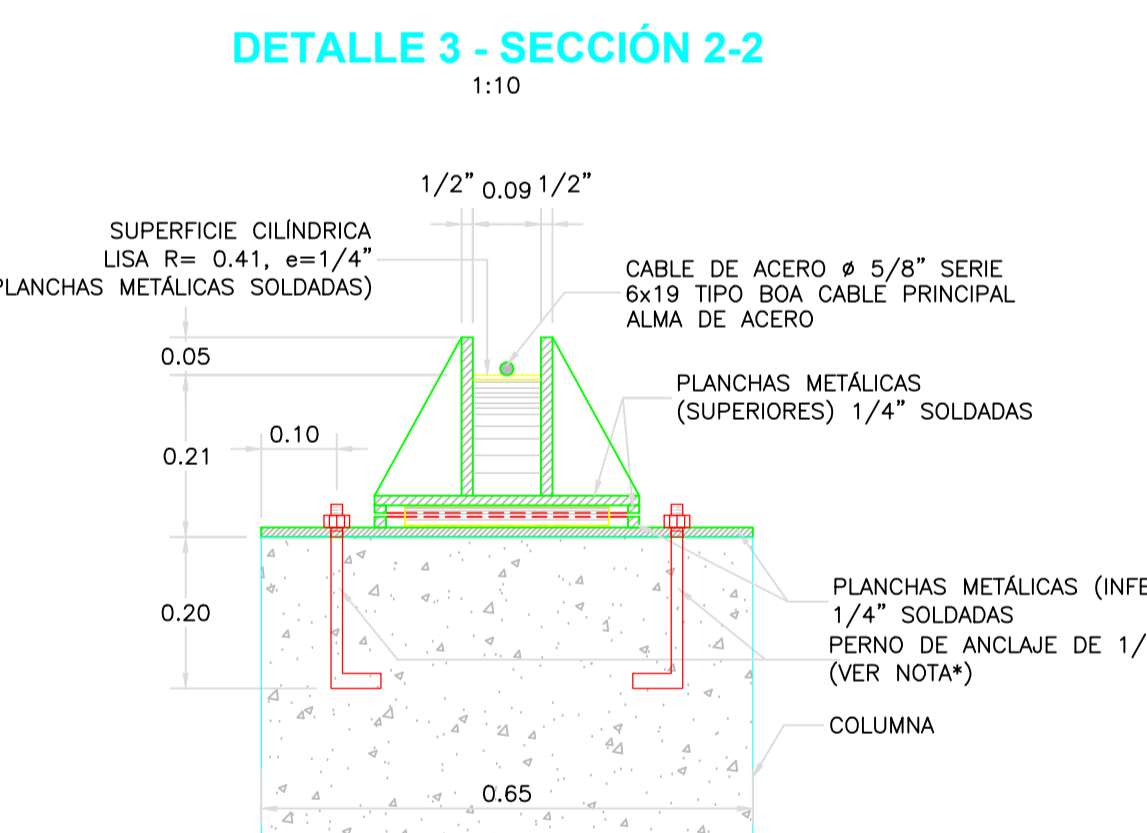 DETALLE 3 - SECCIÓN 2-2
1:10
1/2” 0.09 1/2”
SUPERFICIE CILÍNDRICA
LISA R= 0.41, e=1/4”
PLANCHAS METÁLICAS SOLDADAS)
CABLE DE ACERO ø 5/8” SERIE
6x19 TIPO BOA CABLE PRINCIPAL
ALMA DE ACERO
0.05
PLANCHAS METÁLICAS
(SUPERIORES) 1/4” SOLDADAS
0.10
0.21
PLANCHAS METÁLICAS (INFE
1/4” SOLDADAS
0.20
PERNO DE ANCLAJE DE 1/
(VER NOTA*)
COLUMNA
0.65